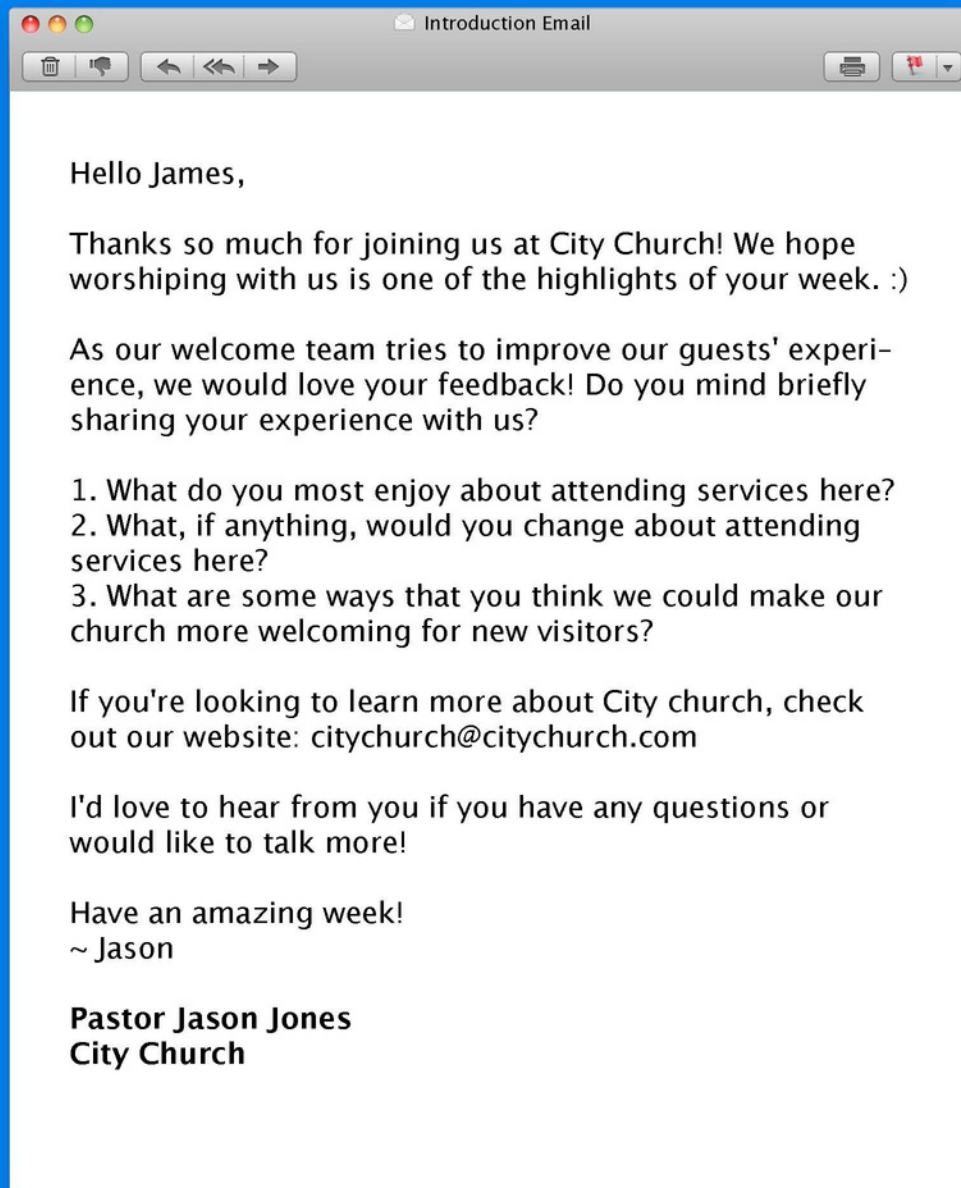 Introduction Email
Hello James,
Thanks so much for joining us at City Church! We hope
worshiping with us is one of the highlights of your week. :)
As our welcome team tries to improve our guests' experi-
ence, we would love your feedback! Do you mind briefly
sharing your experience with us?
1. What do you most enjoy about attending services here?
2. What, if anything, would you change about attending
services here?
3. What are some ways that you think we could make our
church more welcoming for new visitors?
If you're looking to learn more about City church, check
out our website: citychurch@citychurch.com
I'd love to hear from you if you have any questions or
would like to talk more!
Have an amazing week!
~ Jason
Pastor Jason Jones
City Church